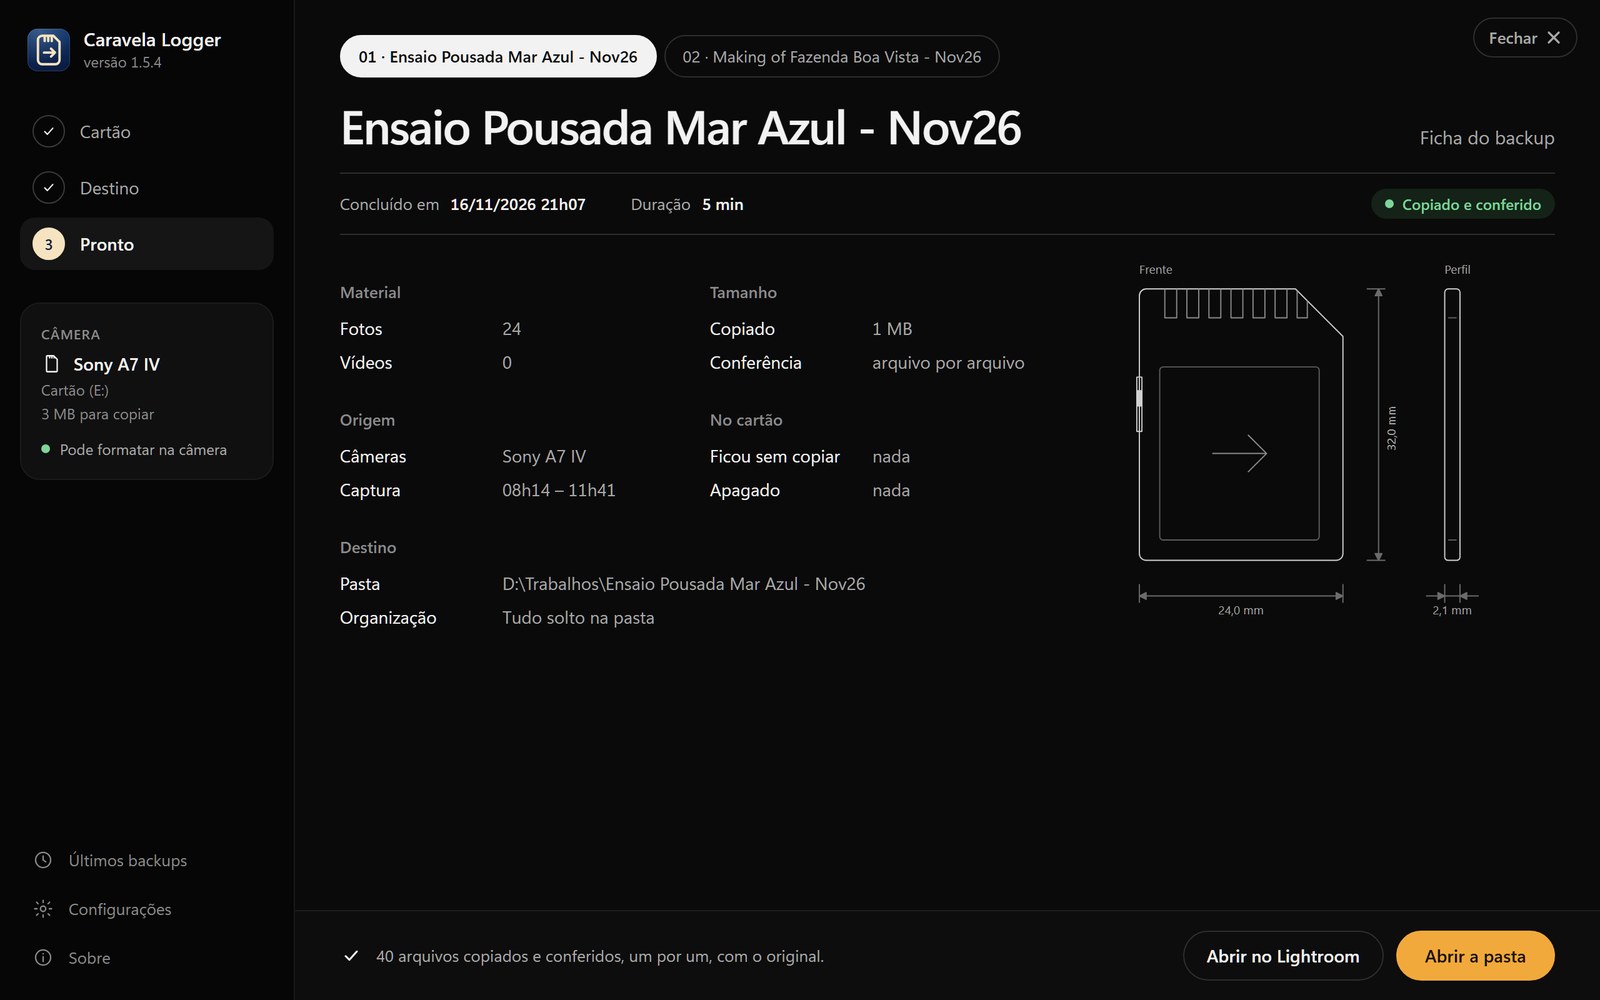 Caravela Logger
versão 1.5.4
Cartão
Destino
3 Pronto
CÂMERA
Sony A7 IV
Cartão (E:)
3 MB para copiar
Pode formatar na câmera
Últimos backups
Configurações
Sobre
01 · Ensaio Pousada Mar Azul - Nov26
02 · Making of Fazenda Boa Vista - Nov26
Fechar
Ensaio Pousada Mar Azul - Nov26
Ficha do backup
Concluído em 16/11/2026 21h07 Duração 5 min
Copiado e conferido
Material
Fotos 24
Vídeos 0
Tamanho
Copiado 1 MB
Conferência arquivo por arquivo
Origem
Câmeras Sony A7 IV
Captura 08h14 – 11h41
No cartão
Ficou sem copiar nada
Apagado nada
Destino
Pasta D:\Trabalhos\Ensaio Pousada Mar Azul - Nov26
Organização Tudo solto na pasta
Frente
Perfil
32,0 mm
24,0 mm
2,1 mm
40 arquivos copiados e conferidos, um por um, com o original.
Abrir no Lightroom
Abrir a pasta